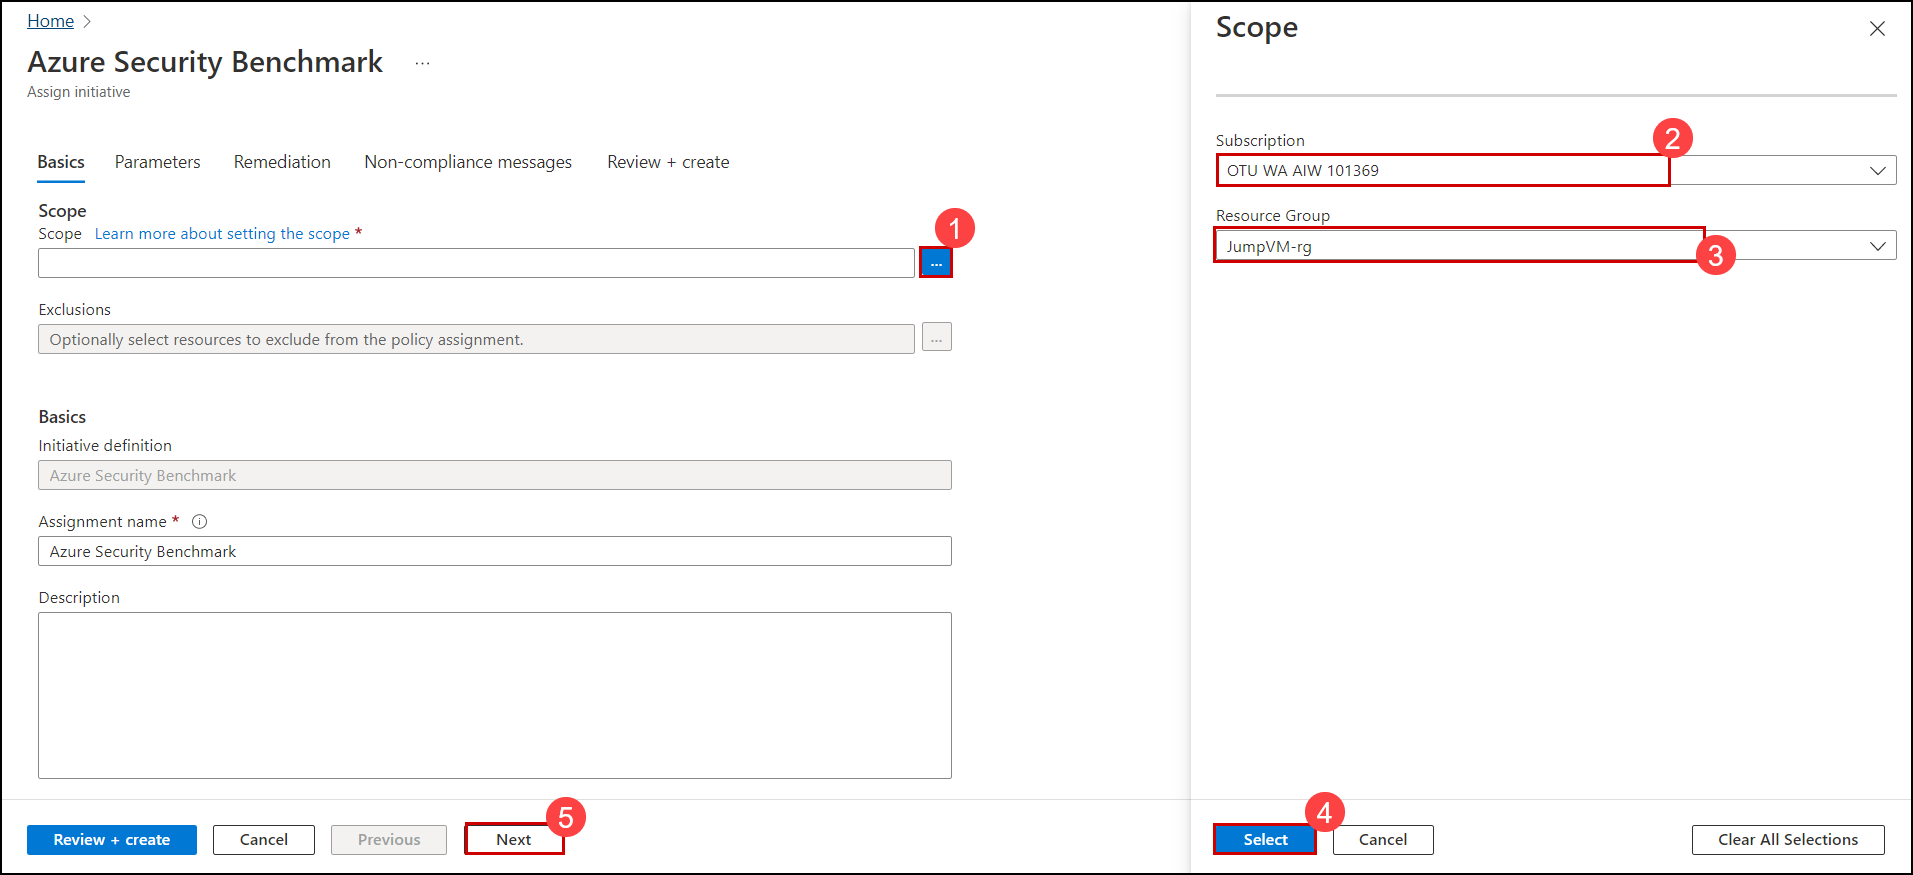 Home
Azure Security Benchmark ...
Assign initiative
Basics Parameters Remediation Non-compliance messages Review + create
Scope
Scope Learn more about setting the scope *
1
...
Exclusions
Optionally select resources to exclude from the policy assignment.
...
Basics
Initiative definition
Azure Security Benchmark
Assignment name *
Azure Security Benchmark
Description
5
Review + create Cancel Previous Next
Scope
Subscription
2
OTU WA AIW 101369
Resource Group
JumpVM-rg
3
4
Select Cancel Clear All Selections